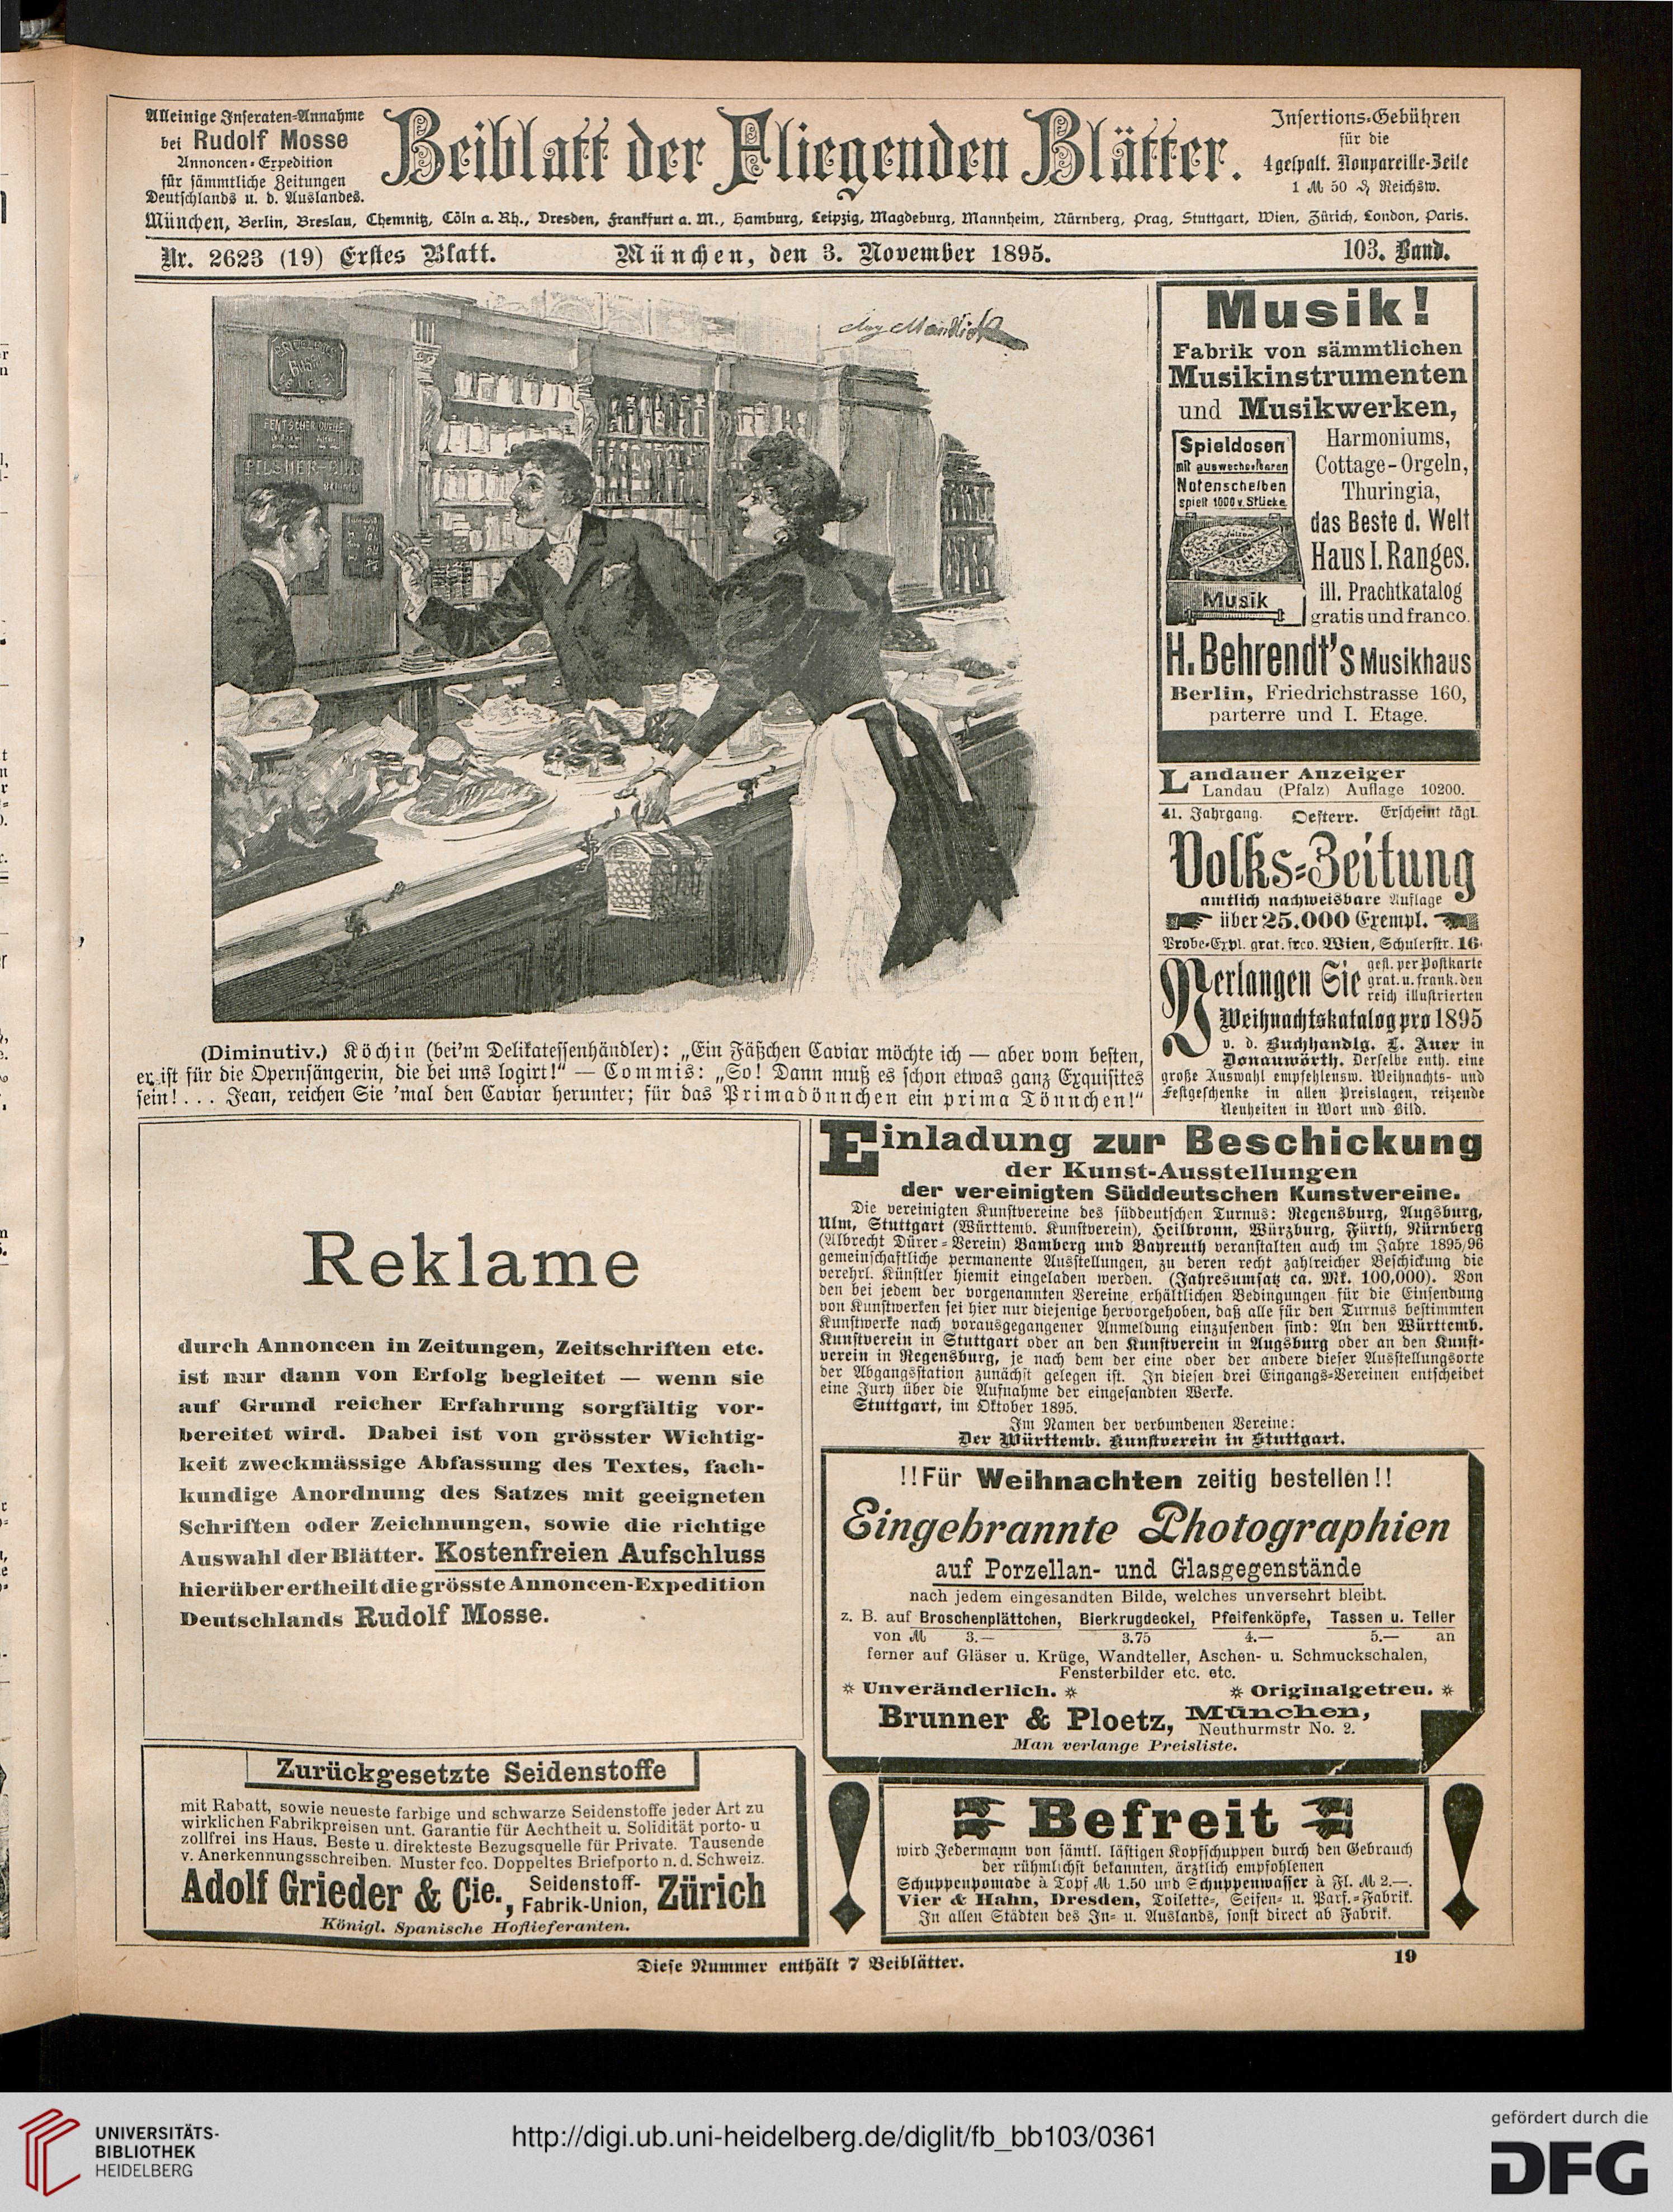 Alleinige Inseraten-Annahme
bei Rudolf Mosse
Annoncen-Expedition
für sämmtliche Zeitungen
Deutschlands u. d. Auslandes.
Beiblatt der Fliegenden Blätter.
Insertions-Gebühren
für die
4 gespalt. Nonpareille-Zeile
1 M 50 ₰ Reichsw.
München, Berlin, Breslau, Chemnitz, Cöln a. Rh., Dresden, Frankfurt a. M., Hamburg, Leipzig, Magdeburg, Mannheim, Nürnberg, Prag, Stuttgart, Wien, Zürich, London, Paris.
Nr. 2623 (19) Erstes Blatt. München, den 3. November 1895. 103. Band.
PILSNER-
(Diminutiv.) Köchin (bei'm Delikatessenhändler): „Ein Fäßchen Caviar möchte ich — aber vom besten,
er ist für die Opernsängerin, die bei uns logirt!“ — Commis: „So! Dann muß es schon etwas ganz Exquisites
sein!... Jean, reichen Sie 'mal den Caviar herunter; für das Primadönnchen ein prima Tönnchen!“
Musik!
Fabrik von sämmtlichen
Musikinstrumenten
und Musikwerken,
Spieldosen
mit auswechselbaren
Notenscheiben
spielt 1000 v. Stücke
Musik
Harmoniums,
Cottage-Orgeln,
Thuringia,
das Beste d. Welt
Haus I. Ranges.
ill. Prachtkatalog
gratis und franco.
H. Behrendt's Musikhaus
Berlin, Friedrichstrasse 160,
parterre und I. Etage.
Landauer Anzeiger
Landau (Pfalz) Auflage 10200.
41. Jahrgang. Oesterr. Erscheint tägl.
Volks-Zeitung
amtlich nachweisbare Auflage
über 25.000 Exempl.
Probe-Expl. grat. frco. Wien, Schulerstr. 16.
Verlangen Sie gefl. per Postkarte
grat. u. frank. den
reich illustrierten
Weihnachtskatalog pro 1895
v. d. Buchhandlg. L. Auer in
Donauwörth. Derselbe enth. eine
große Auswahl empfehlensw. Weihnachts- und
Festgeschenke in allen Preislagen, reizende
Neuheiten in Wort und Bild.
Reklame
durch Annoncen in Zeitungen, Zeitschriften etc.
ist nur dann von Erfolg begleitet — wenn sie
auf Grund reicher Erfahrung sorgfältig vor-
bereitet wird. Dabei ist von grösster Wichtig-
keit zweckmässige Abfassung des Textes, fach-
kundige Anordnung des Satzes mit geeigneten
Schriften oder Zeichnungen, sowie die richtige
Auswahl der Blätter. Kostenfreien Aufschluss
hierüber ertheilt die grösste Annoncen-Expedition
Deutschlands Rudolf Mosse.
Einladung zur Beschickung
der Kunst-Ausstellungen
der vereinigten Süddeutschen Kunstvereine.
Die vereinigten Kunstvereine des süddeutschen Turnus: Regensburg, Augsburg,
Ulm, Stuttgart (Württemb. Kunstverein), Heilbronn, Würzburg, Fürth, Nürnberg
(Albrecht Dürer-Verein) Bamberg und Bayreuth veranstalten auch im Jahre 1895/96
gemeinschaftliche permanente Ausstellungen, zu deren recht zahlreicher Beschickung die
verehrl. Künstler hiemit eingeladen werden. (Jahresumsatz ca. Mk. 100,000). Von
den bei jedem der vorgenannten Vereine erhältlichen Bedingungen für die Einsendung
von Kunstwerken sei hier nur diejenige hervorgehoben, daß alle für den Turnus bestimmten
Kunstwerke nach vorausgegangener Anmeldung einzusenden sind: An den Württemb.
Kunstverein in Stuttgart oder an den Kunstverein in Augsburg oder an den Kunst-
verein in Regensburg, je nach dem der eine oder der andere dieser Ausstellungsorte
der Abgangsstation zunächst gelegen ist. In diesen drei Eingangs-Vereinen entscheidet
eine Jury über die Aufnahme der eingesandten Werke.
Stuttgart, im Oktober 1895.
Im Namen der verbundenen Vereine:
Der Württemb. Kunstverein in Stuttgart.
!!Für Weihnachten zeitig bestellen!!
Eingebrannte Photographien
auf Porzellan- und Glasgegenstände
nach jedem eingesandten Bilde, welches unversehrt bleibt.
z. B. auf Broschenplättchen, Bierkrugdeckel, Pfeifenköpfe, Tassen u. Teller
von M 3.— 3.75 4.— 5.— an
ferner auf Gläser u. Krüge, Wandteller, Aschen- u. Schmuckschalen,
Fensterbilder etc. etc.
* Unveränderlich. * * Originalgetreu. *
Brunner & Ploetz, München,
Neuthurmstr No. 2.
Man verlange Preisliste.
Zurückgesetzte Seidenstoffe
mit Rabatt, sowie neueste farbige und schwarze Seidenstoffe jeder Art zu
wirklichen Fabrikpreisen unt. Garantie für Aechtheit u. Solidität porto- u
zollfrei ins Haus. Beste u. direkteste Bezugsquelle für Private. Tausende
v. Anerkennungsschreiben. Muster fco. Doppeltes Briefporto n. d. Schweiz.
Adolf Grieder & Cie., Seidenstoff-
Fabrik-Union, Zürich
Königl. Spanische Hoflieferanten.
Befreit
wird Jedermann von sämtl. lästigen Kopfschuppen durch den Gebrauch
der rühmlichst bekannten, ärztlich empfohlenen
Schuppenpomade à Topf M 1.50 und Schuppenwasser à Fl. M 2.—.
Vier & Hahn, Dresden, Toilette-, Seifen- u. Parf.-Fabrik.
In allen Städten des In- u. Auslands, sonst direct ab Fabrik.
Diese Nummer enthält 7 Beiblätter.
19
UNIVERSITÄTS-
BIBLIOTHEK
HEIDELBERG
http://digi.ub.uni-heidelberg.de/diglit/fb_bb103/0361
gefördert durch die
DFG